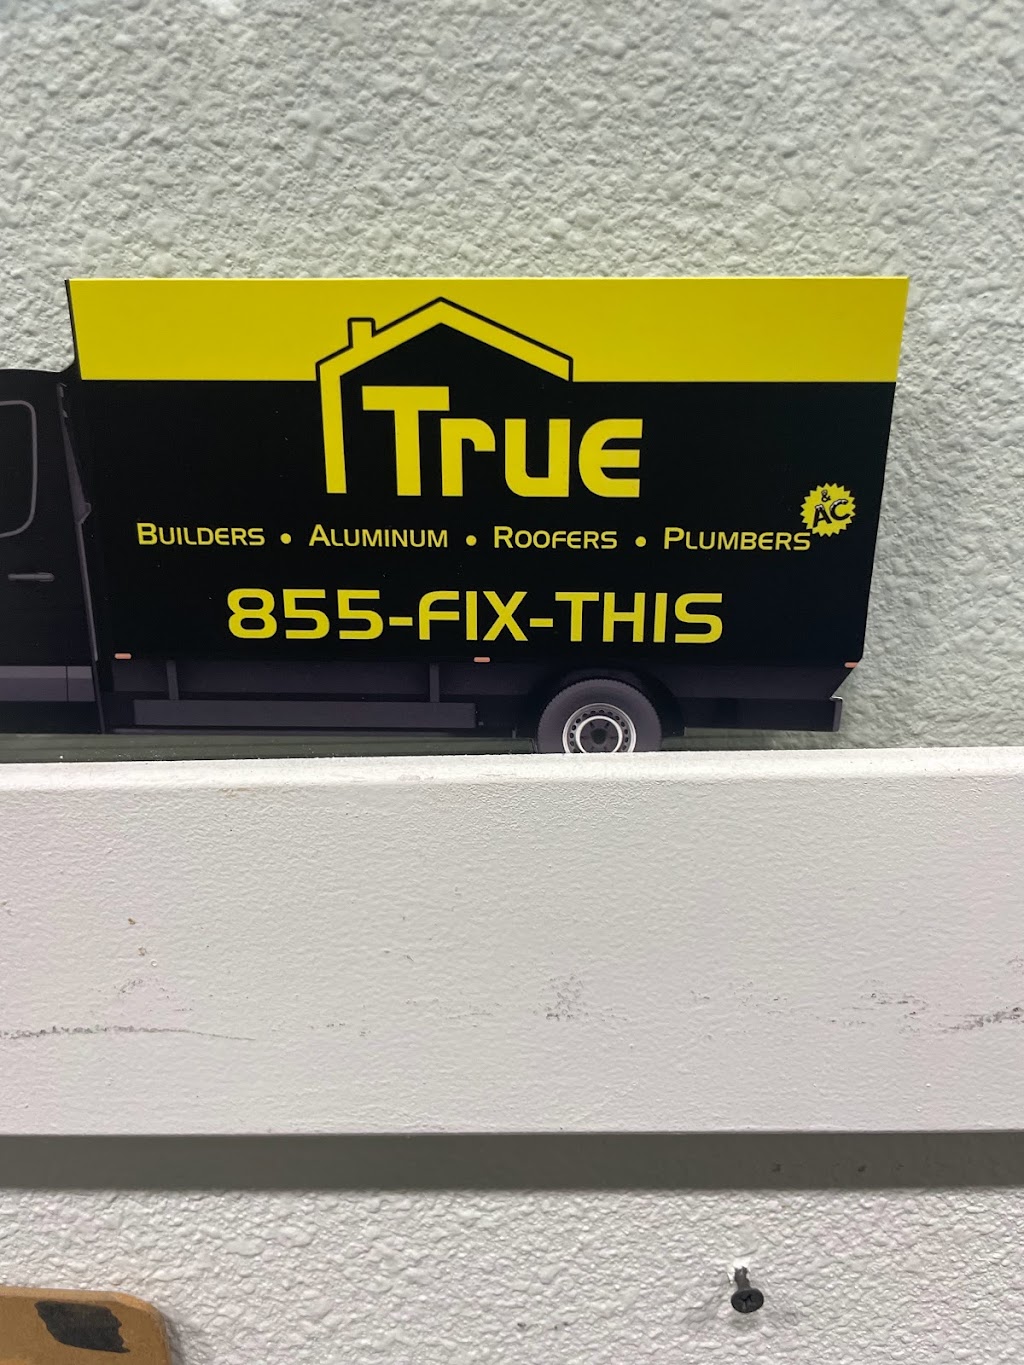 True
Builders • Aluminum • Roofers • Plumbers & AC
855-FIX-THIS